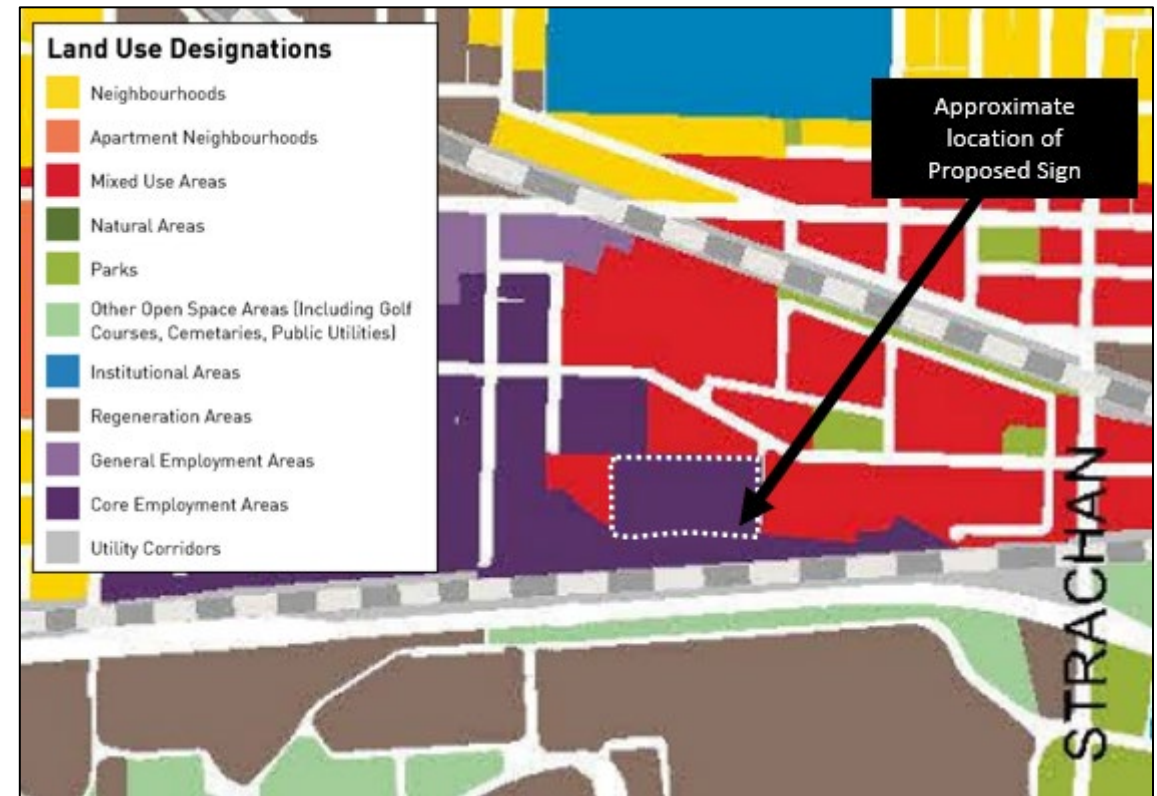 Land Use Designations
Neighbourhoods
Apartment Neighbourhoods
Mixed Use Areas
Natural Areas
Parks
Other Open Space Areas (Including Golf
Courses, Cemetaries, Public Utilities)
Institutional Areas
Regeneration Areas
General Employment Areas
Core Employment Areas
Utility Corridors
Approximate
location of
Proposed Sign
STRACHAN